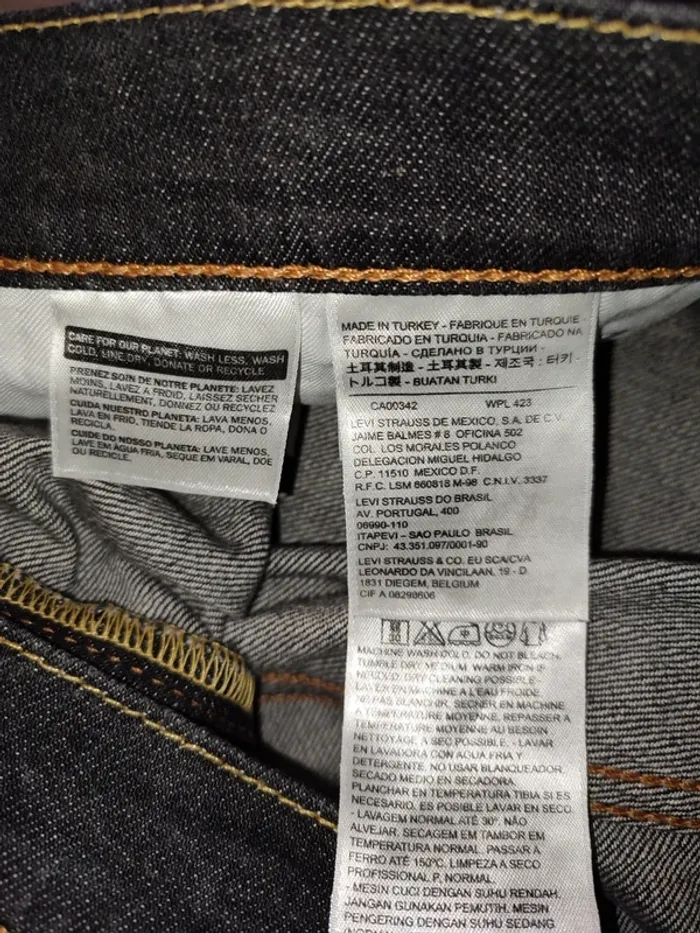 CARE FOR OUR PLANET: WASH LESS, WASH
COLD, LINE DRY, DONATE OR RECYCLE
PRENEZ SOIN DE NOTRE PLANETE: LAVEZ
MOINS, LAVEZ A FROID, LAISSEZ SECHER
NATURELLEMENT, DONNEZ OU RECYCLEZ
CUIDA NUESTRO PLANETA: LAVA MENOS,
LAVA EN FRIO, TIENDE LA ROPA, DONA O
RECICLA.
CUIDE DO NOSSO PLANETA: LAVE MENOS,
LAVE EM ÁGUA FRIA, SEQUE EM VARAL, DOE
OU RECICLE.
MADE IN TURKEY - FABRIQUE EN TURQUIE -
FABRICADO EN TURQUIA - FABRICADO NA
TURQUÍA - СДЕЛАНО В ТУРЦИИ -
土耳其制造 - 土耳其製 - 제조국 : 터키 -
トルコ製 - BUATAN TURKI
CA00342 WPL 423
LEVI STRAUSS DE MEXICO, S.A. DE C.V.
JAIME BALMES # 8 OFICINA 502
COL. LOS MORALES POLANCO
DELEGACION MIGUEL HIDALGO
C.P. 11510 MEXICO D.F.
R.F.C. LSM 860818 M-98 C.N.I.V. 3337
LEVI STRAUSS DO BRASIL
AV. PORTUGAL, 400
06690-110
ITAPEVI - SAO PAULO BRASIL
CNPJ: 43.351.097/0001-90
LEVI STRAUSS & CO. EU SCA/CVA
LEONARDO DA VINCILAAN, 19 - D
1831 DIEGEM, BELGIUM
CIF A 08298606
MACHINE WASH COLD. DO NOT BLEACH.
TUMBLE DRY MEDIUM. WARM IRON IF
NEEDED. DRY CLEANING POSSIBLE-
LAVER EN MACHINE A L'EAU FROIDE.
NE PAS BLANCHIR, SECHER EN MACHINE
A TEMPERATURE MOYENNE, REPASSER A
TEMPERATURE MOYENNE AU BESOIN
NETTOYAGE A SEC POSSIBLE. - LAVAR
EN LAVADORA CON AGUA FRIA Y
DETERGENTE, NO USAR BLANQUEADOR
SECADO MEDIO EN SECADORA.
PLANCHAR EN TEMPERATURA TIBIA SI ES
NECESARIO. ES POSIBLE LAVAR EN SECO.
- LAVAGEM NORMAL ATÉ 30°. NÃO
ALVEJAR. SECAGEM EM TAMBOR EM
TEMPERATURA NORMAL. PASSAR A
FERRO ATÉ 150°C. LIMPEZA A SECO
PROFISSIONAL P, NORMAL
- MESIN CUCI DENGAN SUHU RENDAH.
JANGAN GUNAKAN PEMUTIH. MESIN
PENGERING DENGAN SUHU SEDANG